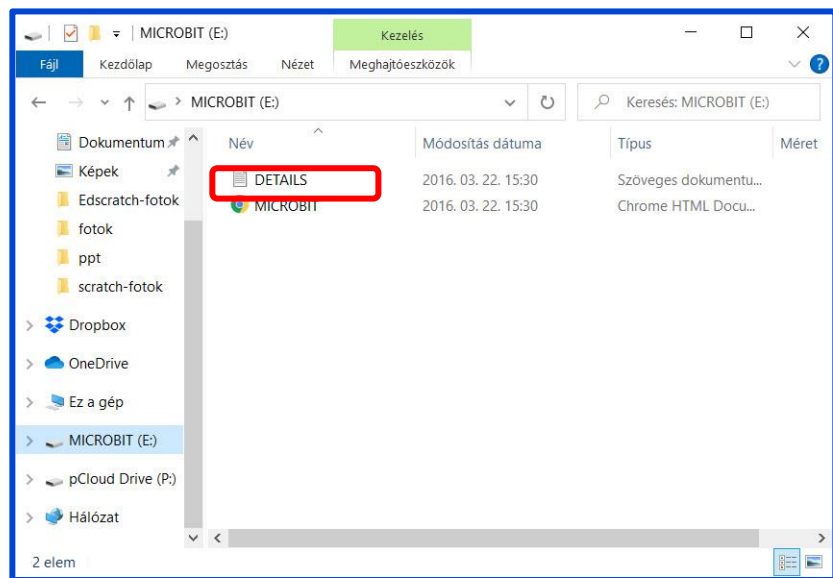 MICROBIT (E:)
Kezelés
Fájl
Kezdőlap
Megosztás
Nézet
Meghajtóeszközök
MICROBIT (E:)
Keresés: MICROBIT (E:)
Dokumentum
Képek
Edscratch-fotok
fotok
ppt
scratch-fotok
Dropbox
OneDrive
Ez a gép
MICROBIT (E:)
pCloud Drive (P:)
Hálózat
Név
Módosítás dátuma
Típus
Méret
DETAILS
2016. 03. 22. 15:30
Szöveges dokumentu...
MICROBIT
2016. 03. 22. 15:30
Chrome HTML Docu...
2 elem